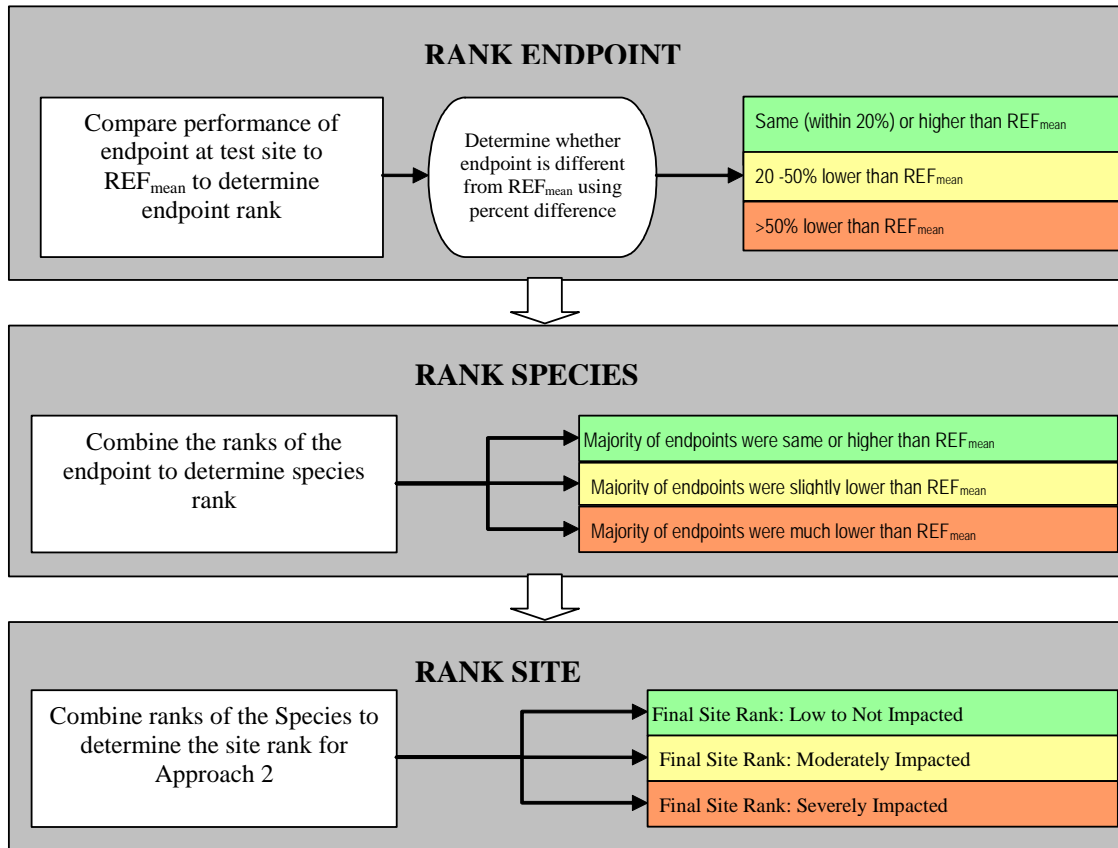 RANK ENDPOINT
Compare performance of
endpoint at test site to
REFmean to determine
endpoint rank
Determine whether
endpoint is different
from REFmean using
percent difference
Same (within 20%) or higher than REFmean
20 -50% lower than REFmean
>50% lower than REFmean
RANK SPECIES
Combine the ranks of the
endpoint to determine species
rank
Majority of endpoints were same or higher than REFmean
Majority of endpoints were slightly lower than REFmean
Majority of endpoints were much lower than REFmean
RANK SITE
Combine ranks of the Species to
determine the site rank for
Approach 2
Final Site Rank: Low to Not Impacted
Final Site Rank: Moderately Impacted
Final Site Rank: Severely Impacted